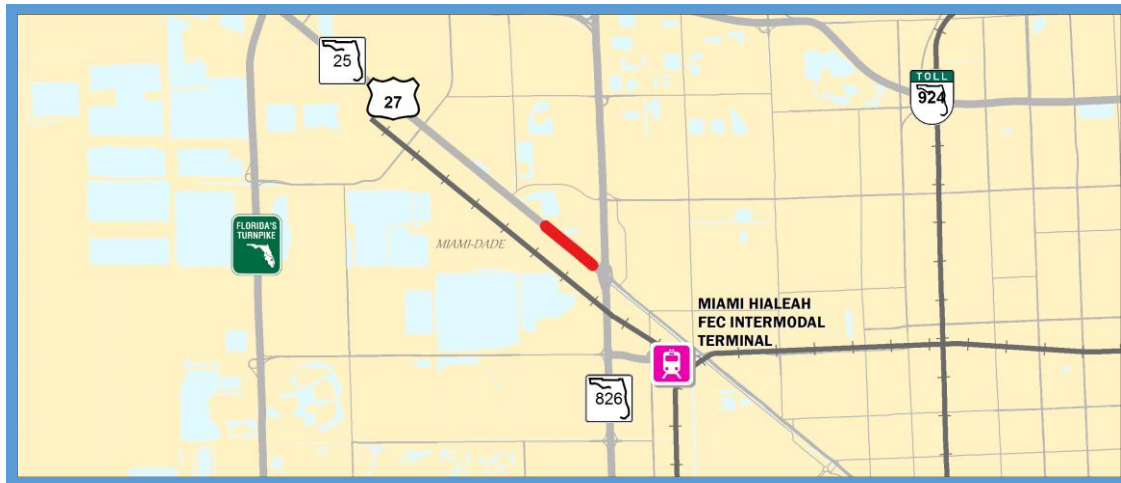 25
27
TOLL
924
FLORIDA'S
TURNPIKE
MIAMI-DADE
MIAMI HIALEAH
FEC INTERMODAL
TERMINAL
826